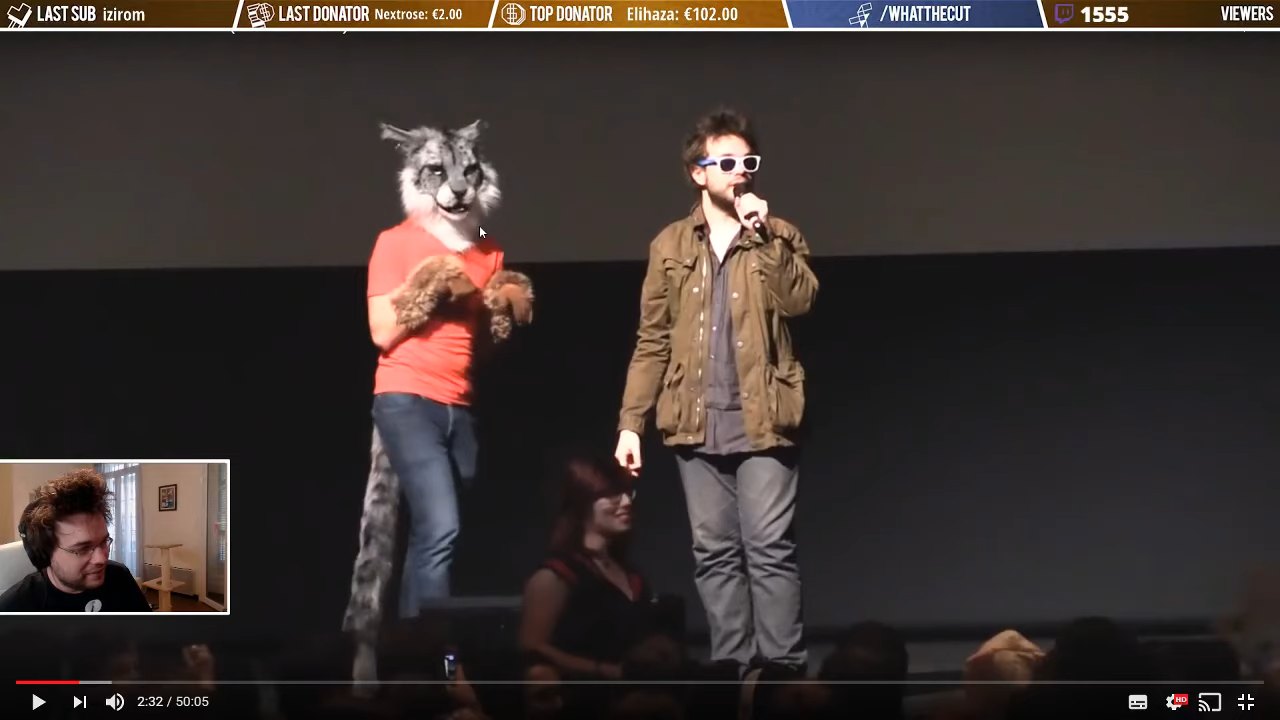 LAST SUB izirom
LAST DONATOR Nextrose: €2.00
TOP DONATOR Elihaza: €102.00
/WHATTHECUT
1555 VIEWERS
2:32 / 50:05
HD